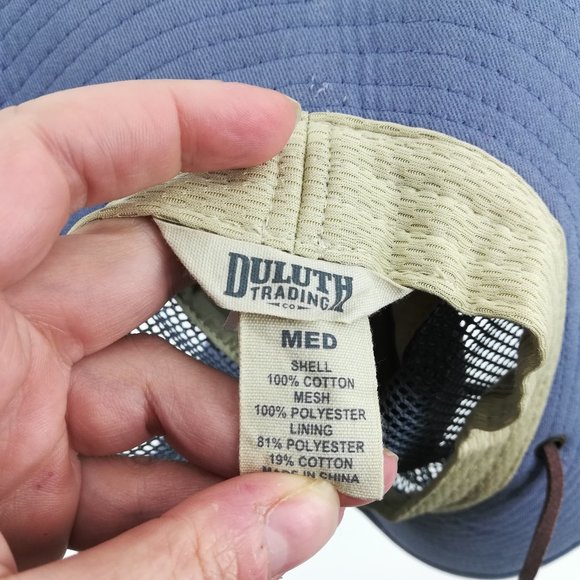 DULUTH
TRADING
CO
MED
SHELL
100% COTTON
MESH
100% POLYESTER
LINING
81% POLYESTER
19% COTTON
MADE IN CHINA